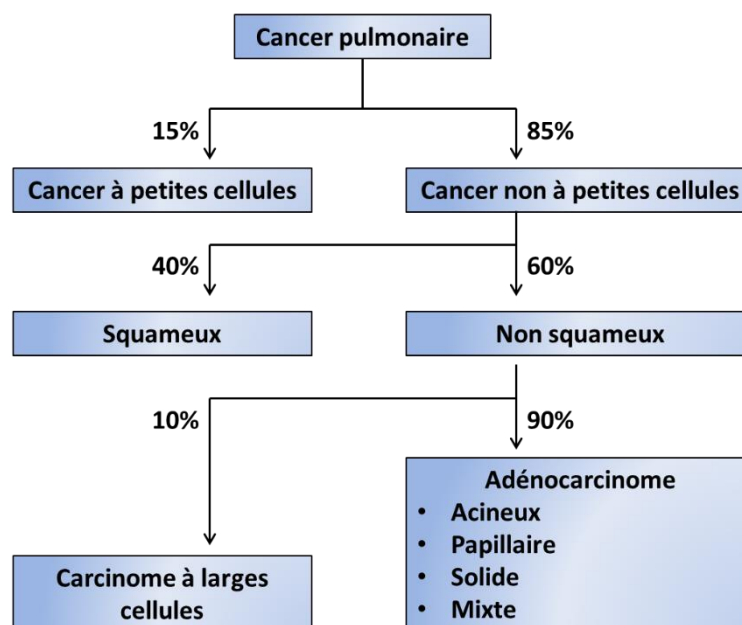 Cancer pulmonaire
15%
85%
Cancer à petites cellules
Cancer non à petites cellules
40%
60%
Squameux
Non squameux
10%
90%
Adénocarcinome
• Acineux
• Papillaire
• Solide
• Mixte
Carcinome à larges
cellules